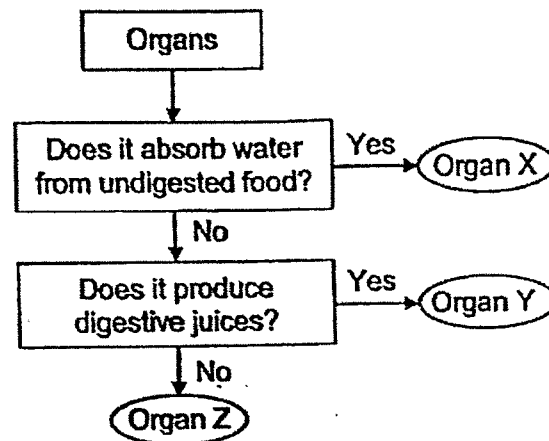 Organs
Does it absorb water
from undigested food?
Yes
Organ X
No
Does it produce
digestive juices?
Yes
Organ Y
No
Organ Z